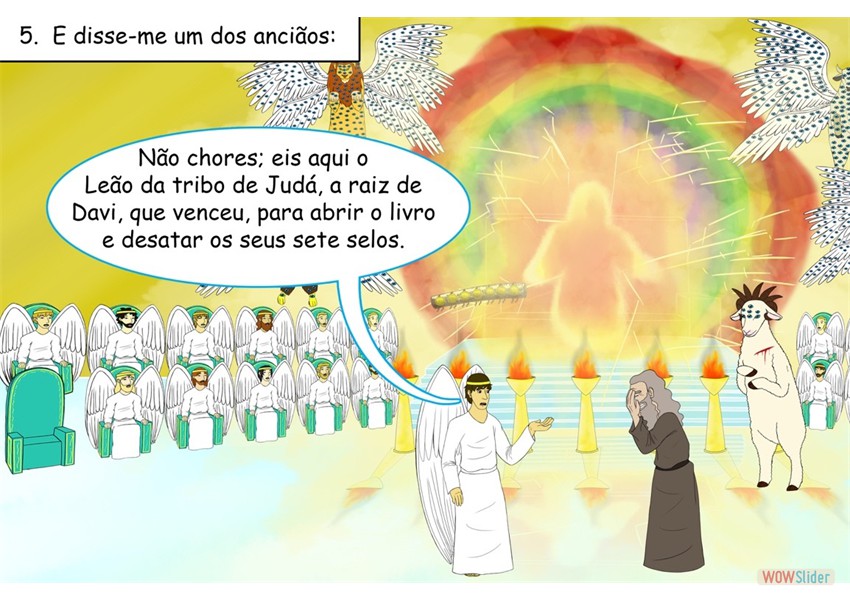 5. E disse-me um dos anciãos:
Não chores; eis aqui o
Leão da tribo de Judá, a raiz de
Davi, que venceu, para abrir o livro
e desatar os seus sete selos.
WOWSlider